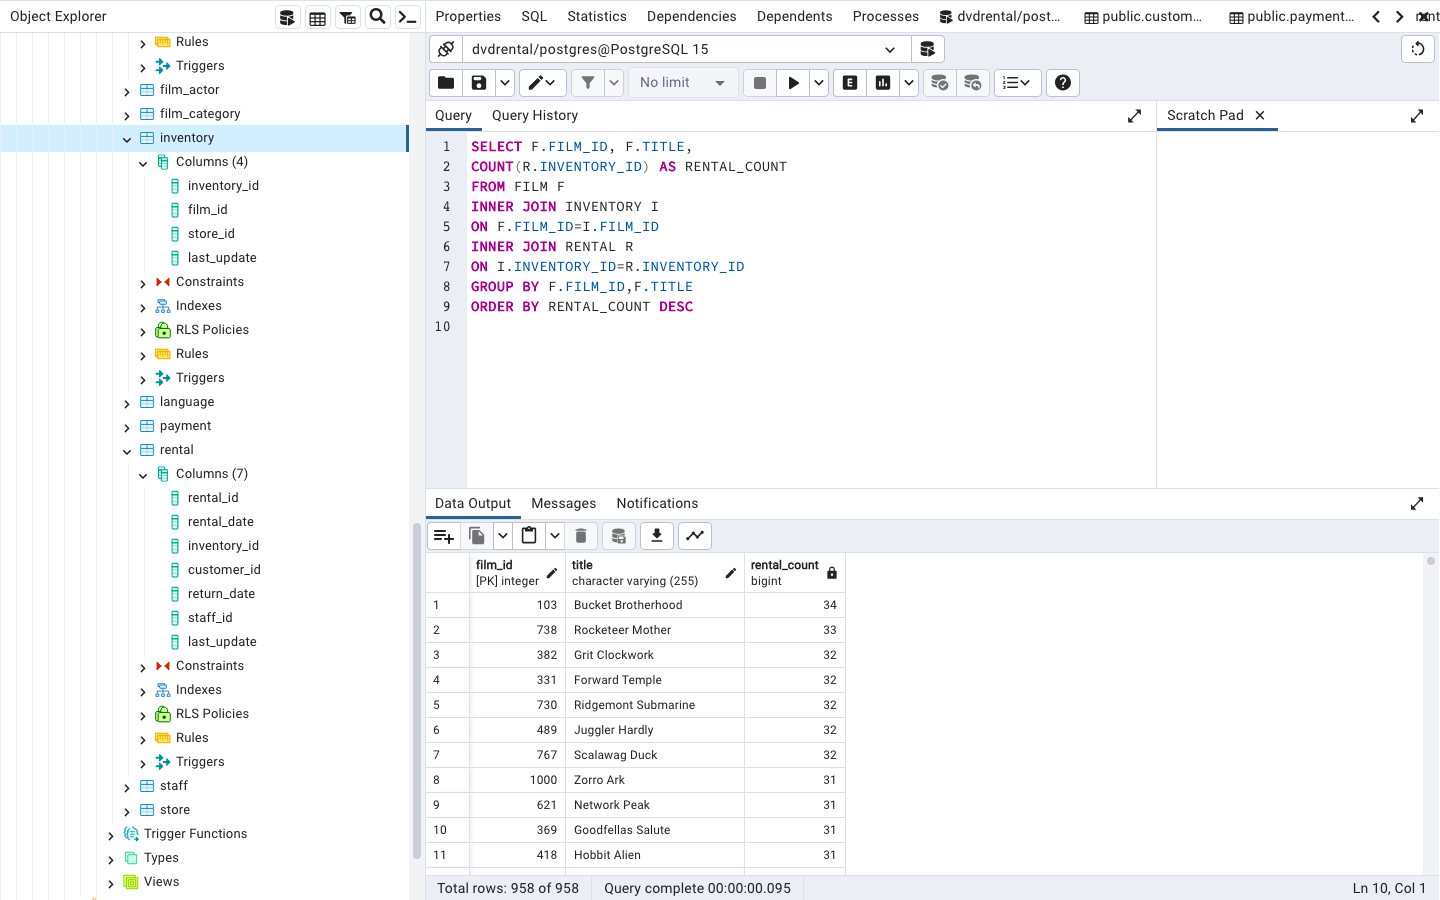 Object Explorer
Rules
Triggers
film_actor
film_category
inventory
Columns (4)
inventory_id
film_id
store_id
last_update
Constraints
Indexes
RLS Policies
Rules
Triggers
language
payment
rental
Columns (7)
rental_id
rental_date
inventory_id
customer_id
return_date
staff_id
last_update
Constraints
Indexes
RLS Policies
Rules
Triggers
staff
store
Trigger Functions
Types
Views
Properties SQL Statistics Dependencies Dependents Processes dvdrental/post... public.custom... public.payment...
dvdrental/postgres@PostgreSQL 15
No limit
Query Query History Scratch Pad
1 SELECT F.FILM_ID, F.TITLE,
2 COUNT(R.INVENTORY_ID) AS RENTAL_COUNT
3 FROM FILM F
4 INNER JOIN INVENTORY I
5 ON F.FILM_ID=I.FILM_ID
6 INNER JOIN RENTAL R
7 ON I.INVENTORY_ID=R.INVENTORY_ID
8 GROUP BY F.FILM_ID,F.TITLE
9 ORDER BY RENTAL_COUNT DESC
10
Data Output Messages Notifications
film_id title rental_count
[PK] integer character varying (255) bigint
1 103 Bucket Brotherhood 34
2 738 Rocketeer Mother 33
3 382 Grit Clockwork 32
4 331 Forward Temple 32
5 730 Ridgemont Submarine 32
6 489 Juggler Hardly 32
7 767 Scalawag Duck 32
8 1000 Zorro Ark 31
9 621 Network Peak 31
10 369 Goodfellas Salute 31
11 418 Hobbit Alien 31
Total rows: 958 of 958 Query complete 00:00:00.095 Ln 10, Col 1